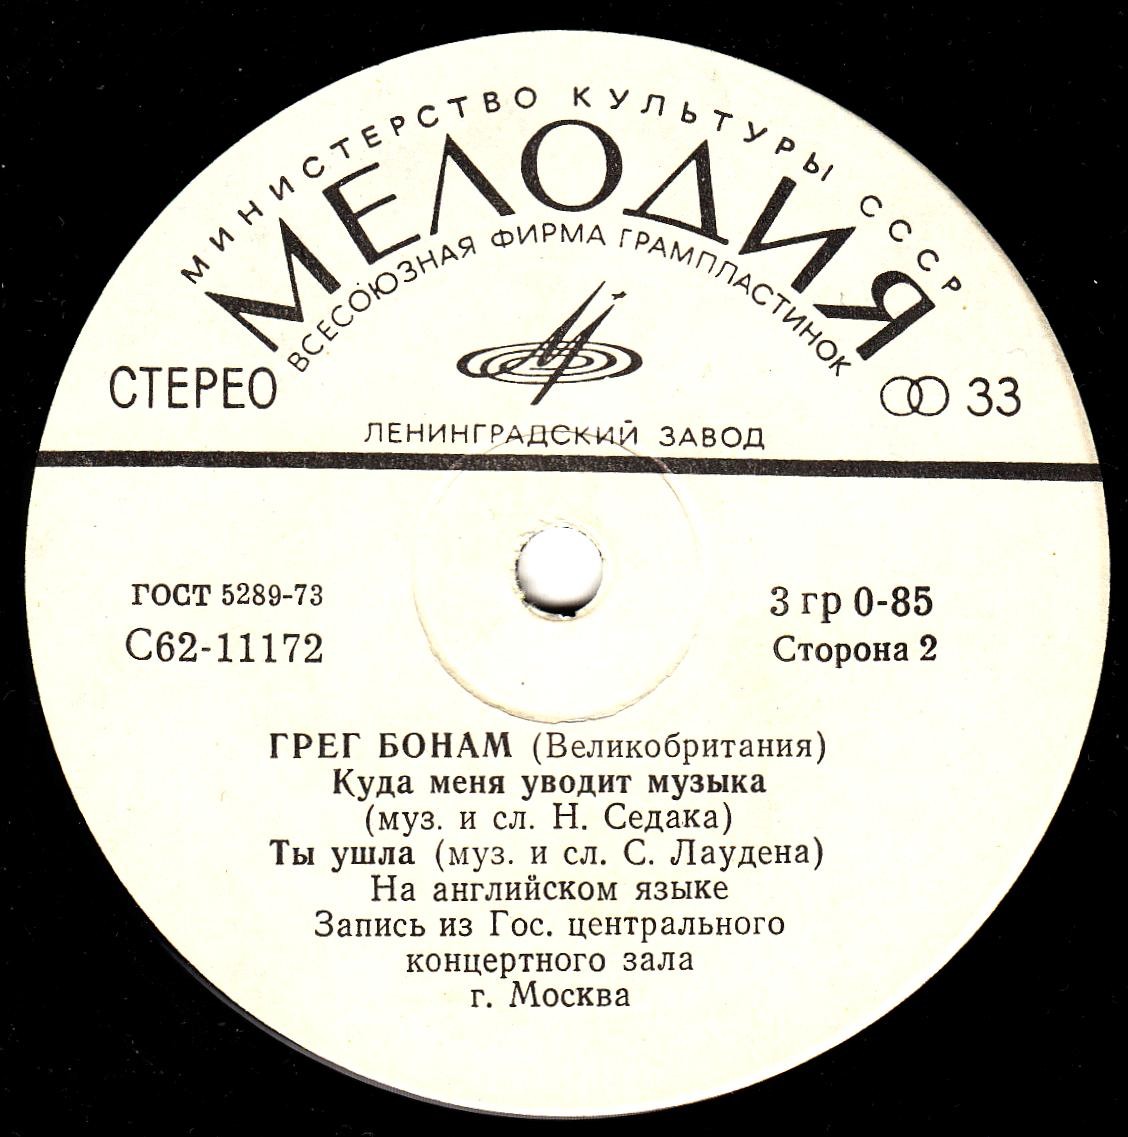 МИНИСТЕРСТВО КУЛЬТУРЫ СССР
МЕЛОДИЯ
ВСЕСОЮЗНАЯ ФИРМА ГРАМПЛАСТИНОК
СТЕРЕО
33
ЛЕНИНГРАДСКИЙ ЗАВОД
ГОСТ 5289-73
С62-11172
3 гр 0-85
Сторона 2
ГРЕГ БОНАМ (Великобритания)
Куда меня уводит музыка
(муз. и сл. Н. Седака)
Ты ушла (муз. и сл. С. Лаудена)
На английском языке
Запись из Гос. центрального
концертного зала
г. Москва